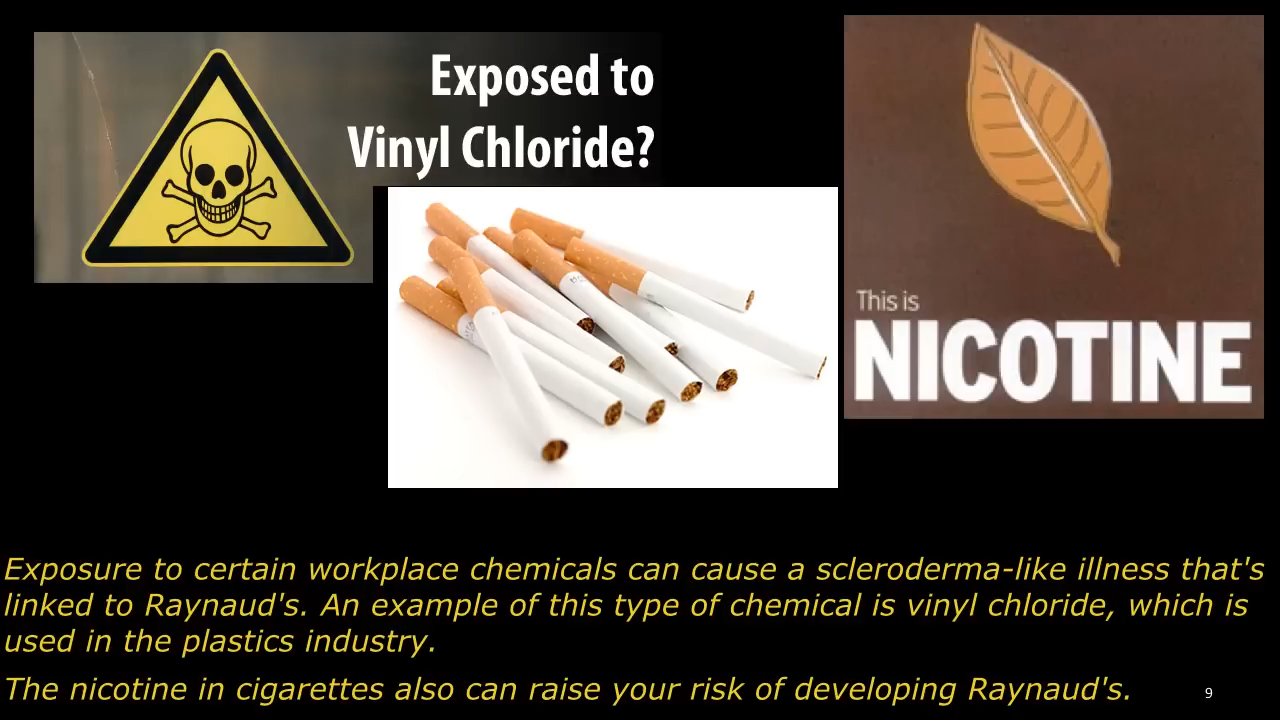 Exposed to
Vinyl Chloride?
This is
NICOTINE
Exposure to certain workplace chemicals can cause a scleroderma-like illness that's
linked to Raynaud's. An example of this type of chemical is vinyl chloride, which is
used in the plastics industry.
The nicotine in cigarettes also can raise your risk of developing Raynaud's.
9